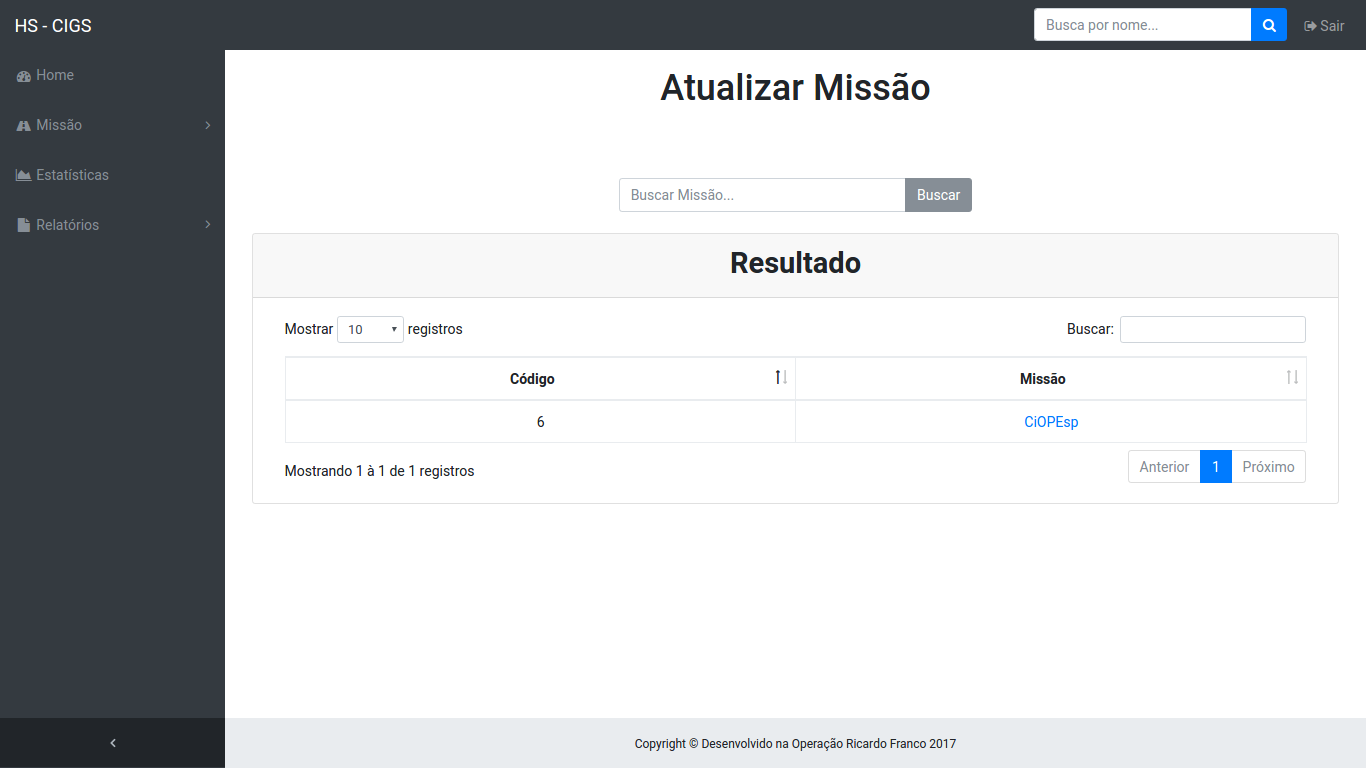 HS - CIGS
Busca por nome...
Sair
Home
Missão
Estatísticas
Relatórios
Atualizar Missão
Buscar Missão...
Buscar
Resultado
Mostrar 10 registros
Buscar:
Código
Missão
6
CiOPEsp
Mostrando 1 à 1 de 1 registros
Anterior
1
Próximo
Copyright © Desenvolvido na Operação Ricardo Franco 2017